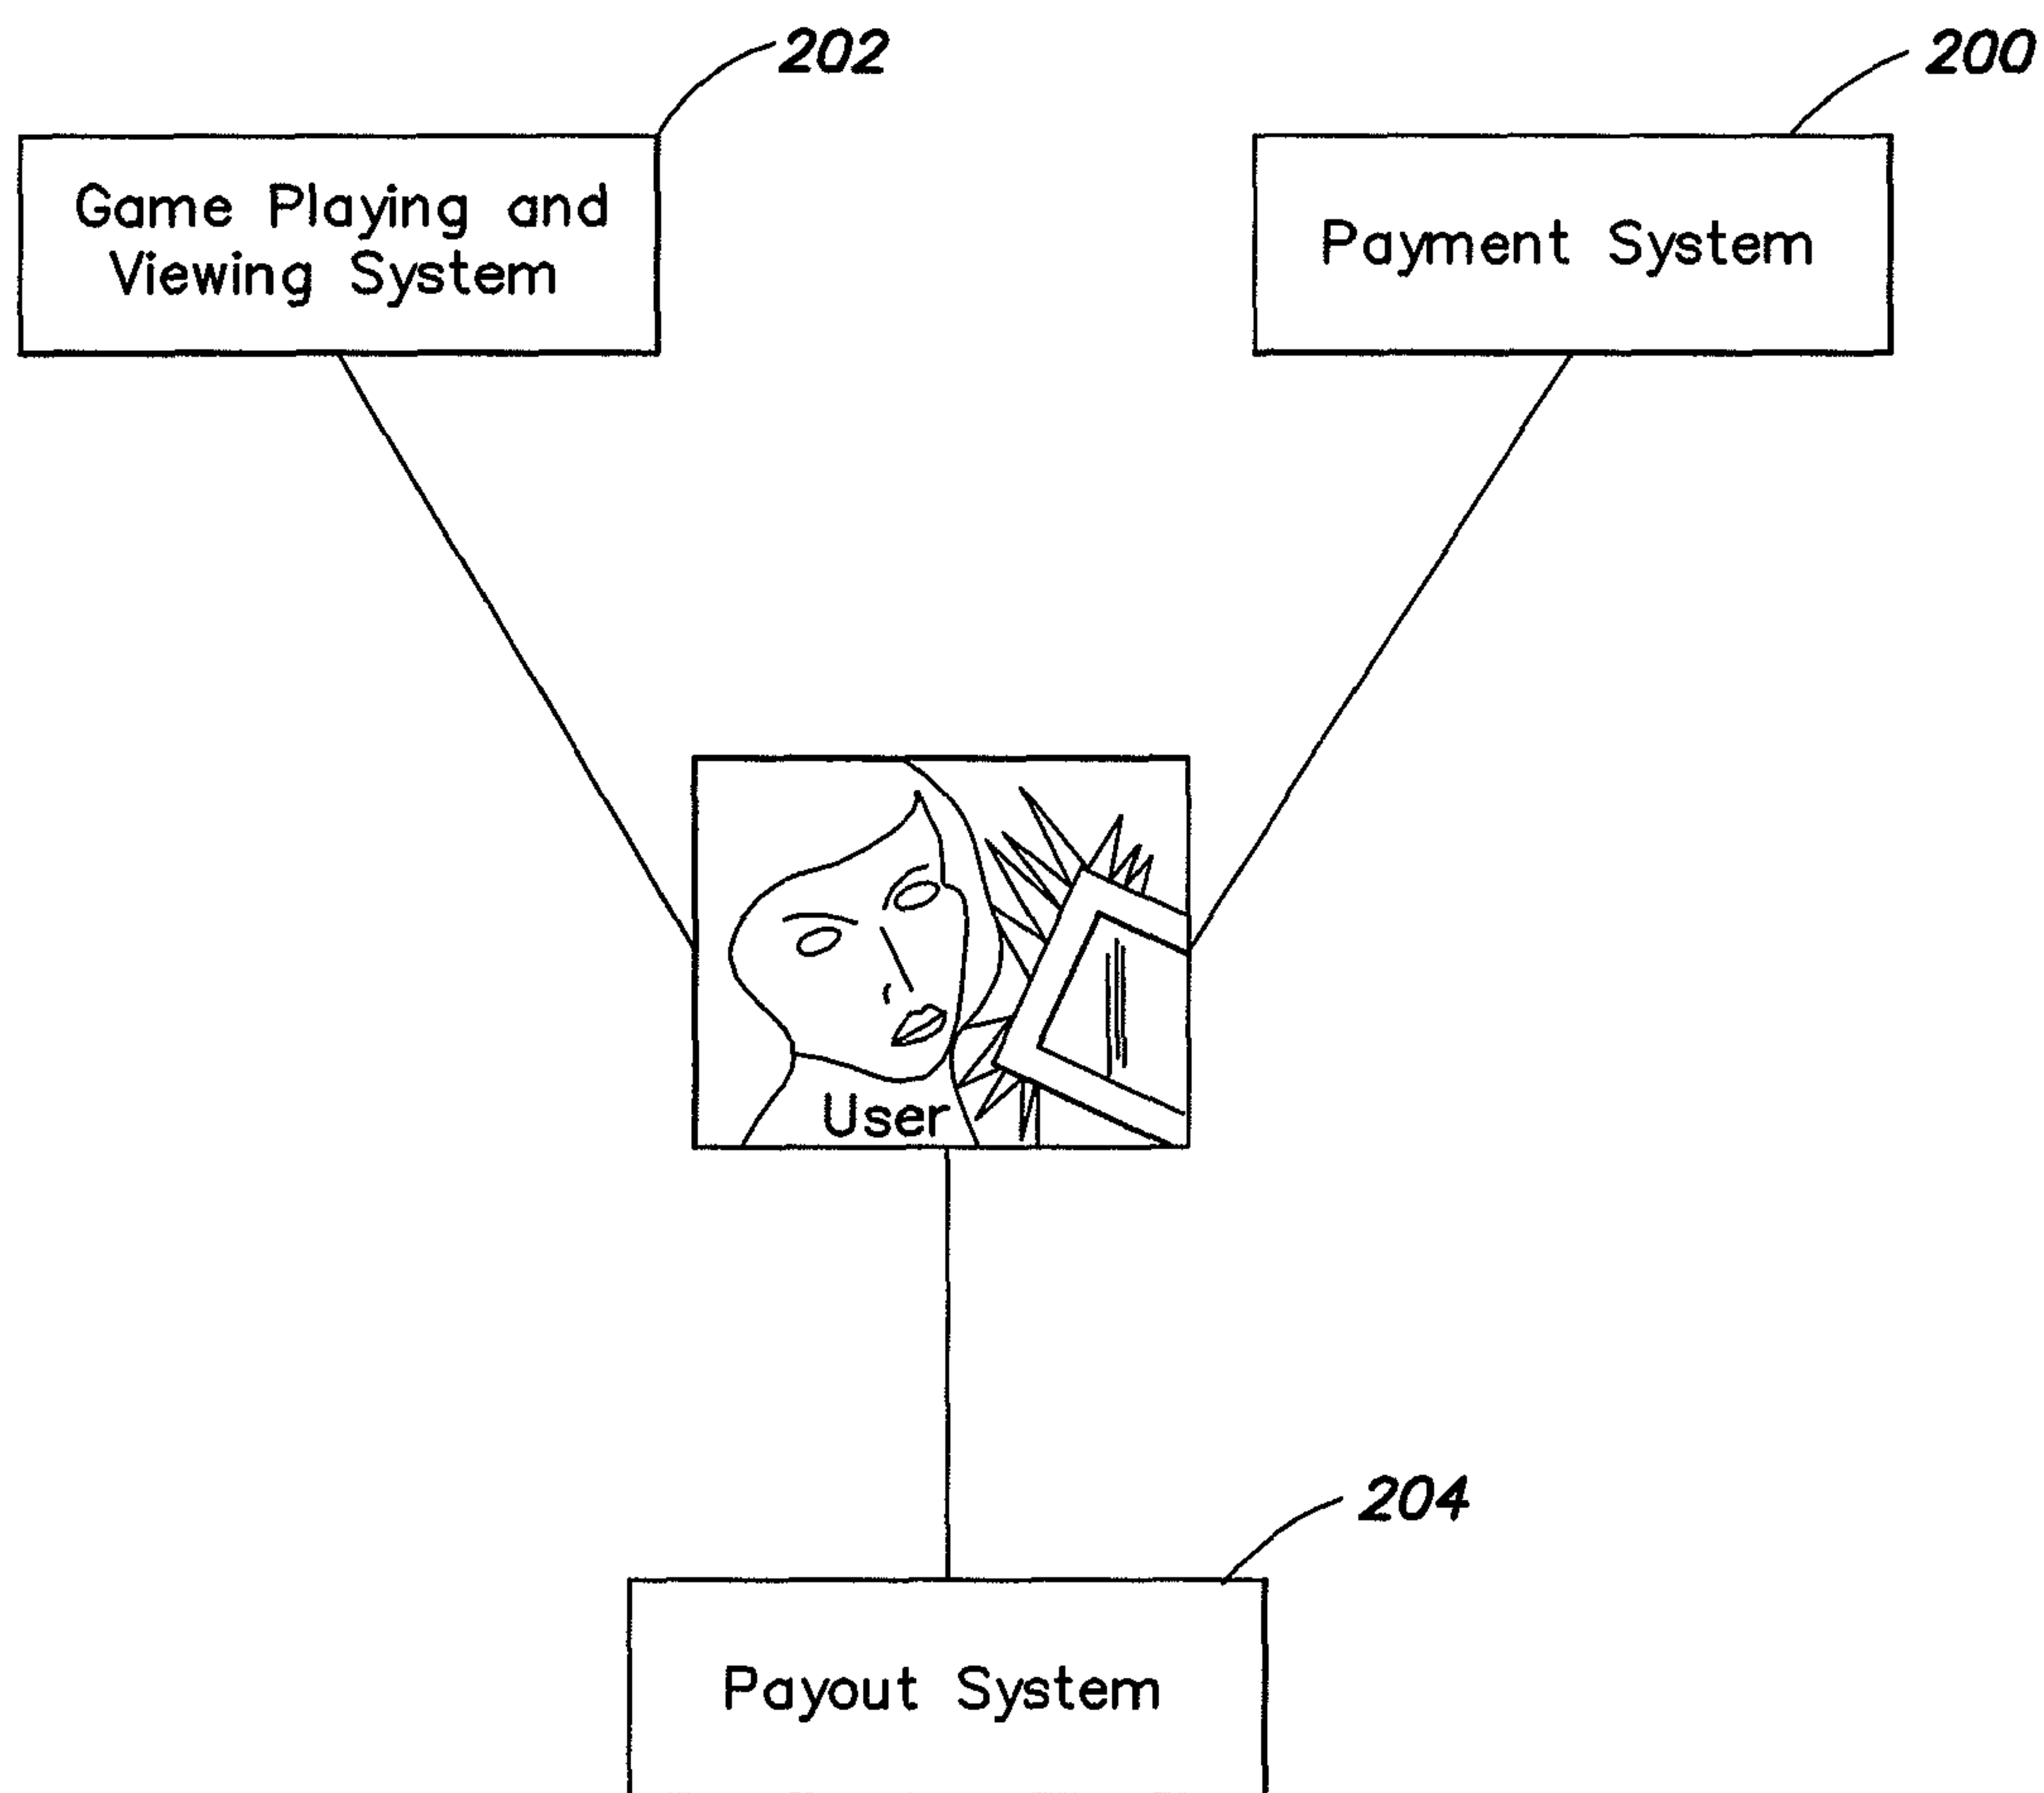 202
200
Game Playing and
Viewing System
Payment System
User
204
Payout System